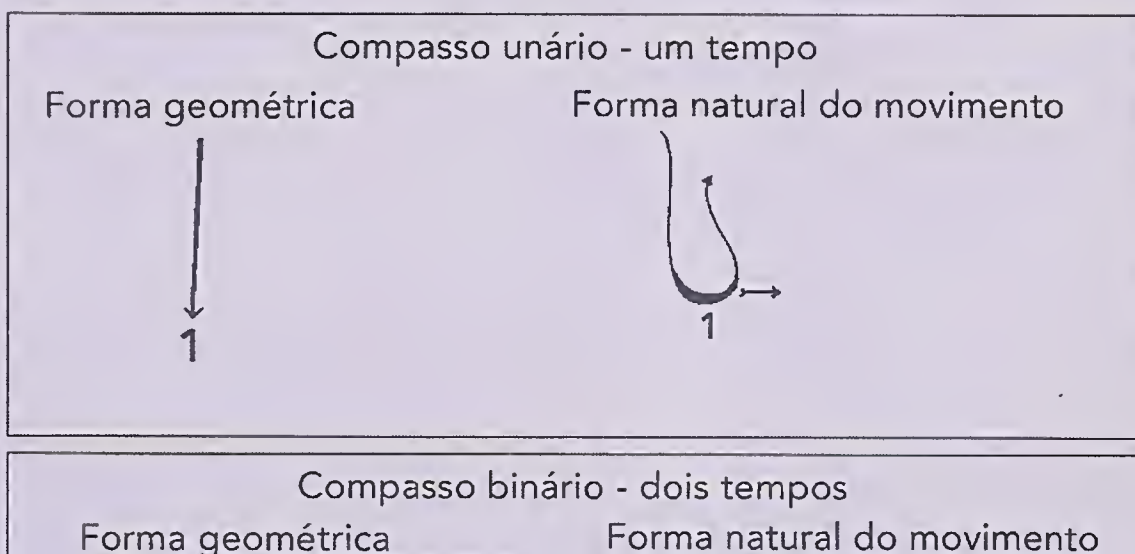 Compasso unário - um tempo
Forma geométrica Forma natural do movimento
1 1
Compasso binário - dois tempos
Forma geométrica Forma natural do movimento